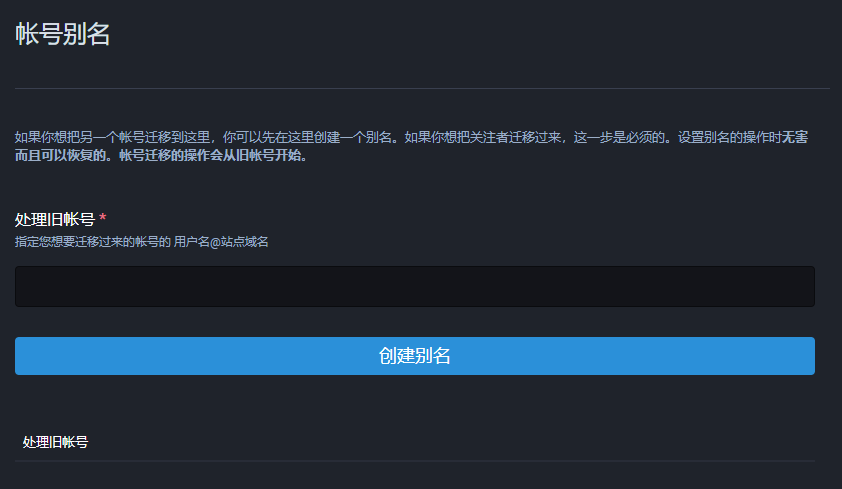 帐号别名
如果你想把另一个帐号迁移到这里，你可以先在这里创建一个别名。如果你想把关注者迁移过来，这一步是必须的。设置别名的操作时无害
而且可以恢复的。帐号迁移的操作会从旧帐号开始。
处理旧帐号 *
指定您想要迁移过来的帐号的 用户名@站点域名
创建别名
处理旧帐号